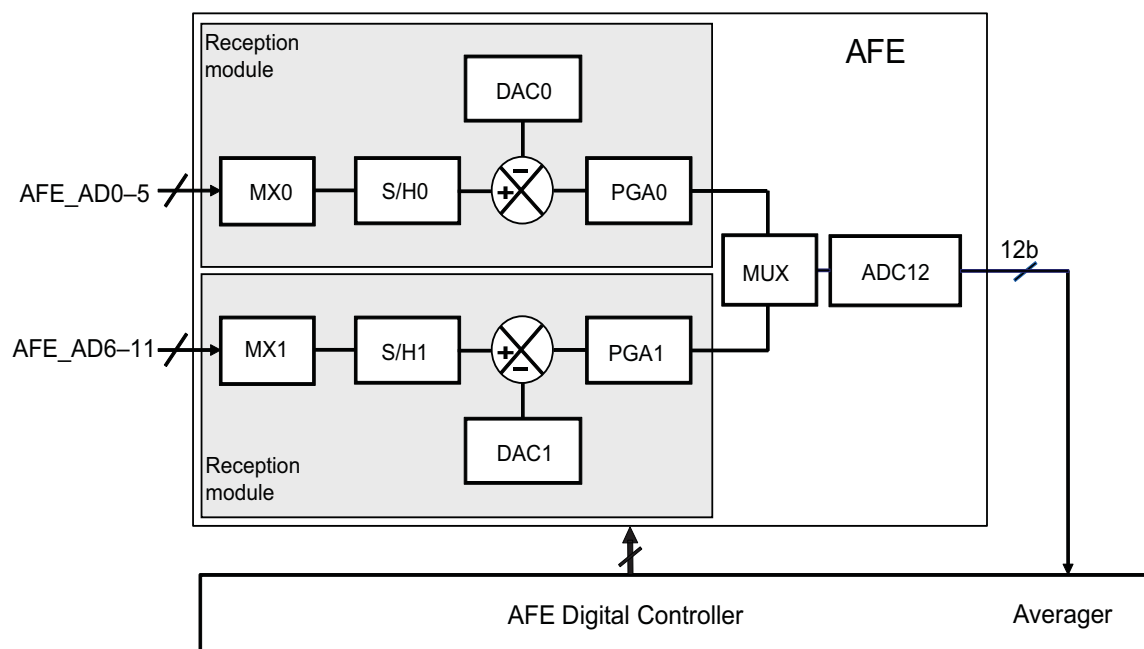 Reception
module
AFE
DAC0
−
AFE_AD0–5
MX0
S/H0
+
PGA0
MUX
ADC12
12b
AFE_AD6–11
MX1
S/H1
+
−
PGA1
DAC1
Reception
module
AFE Digital Controller
Averager